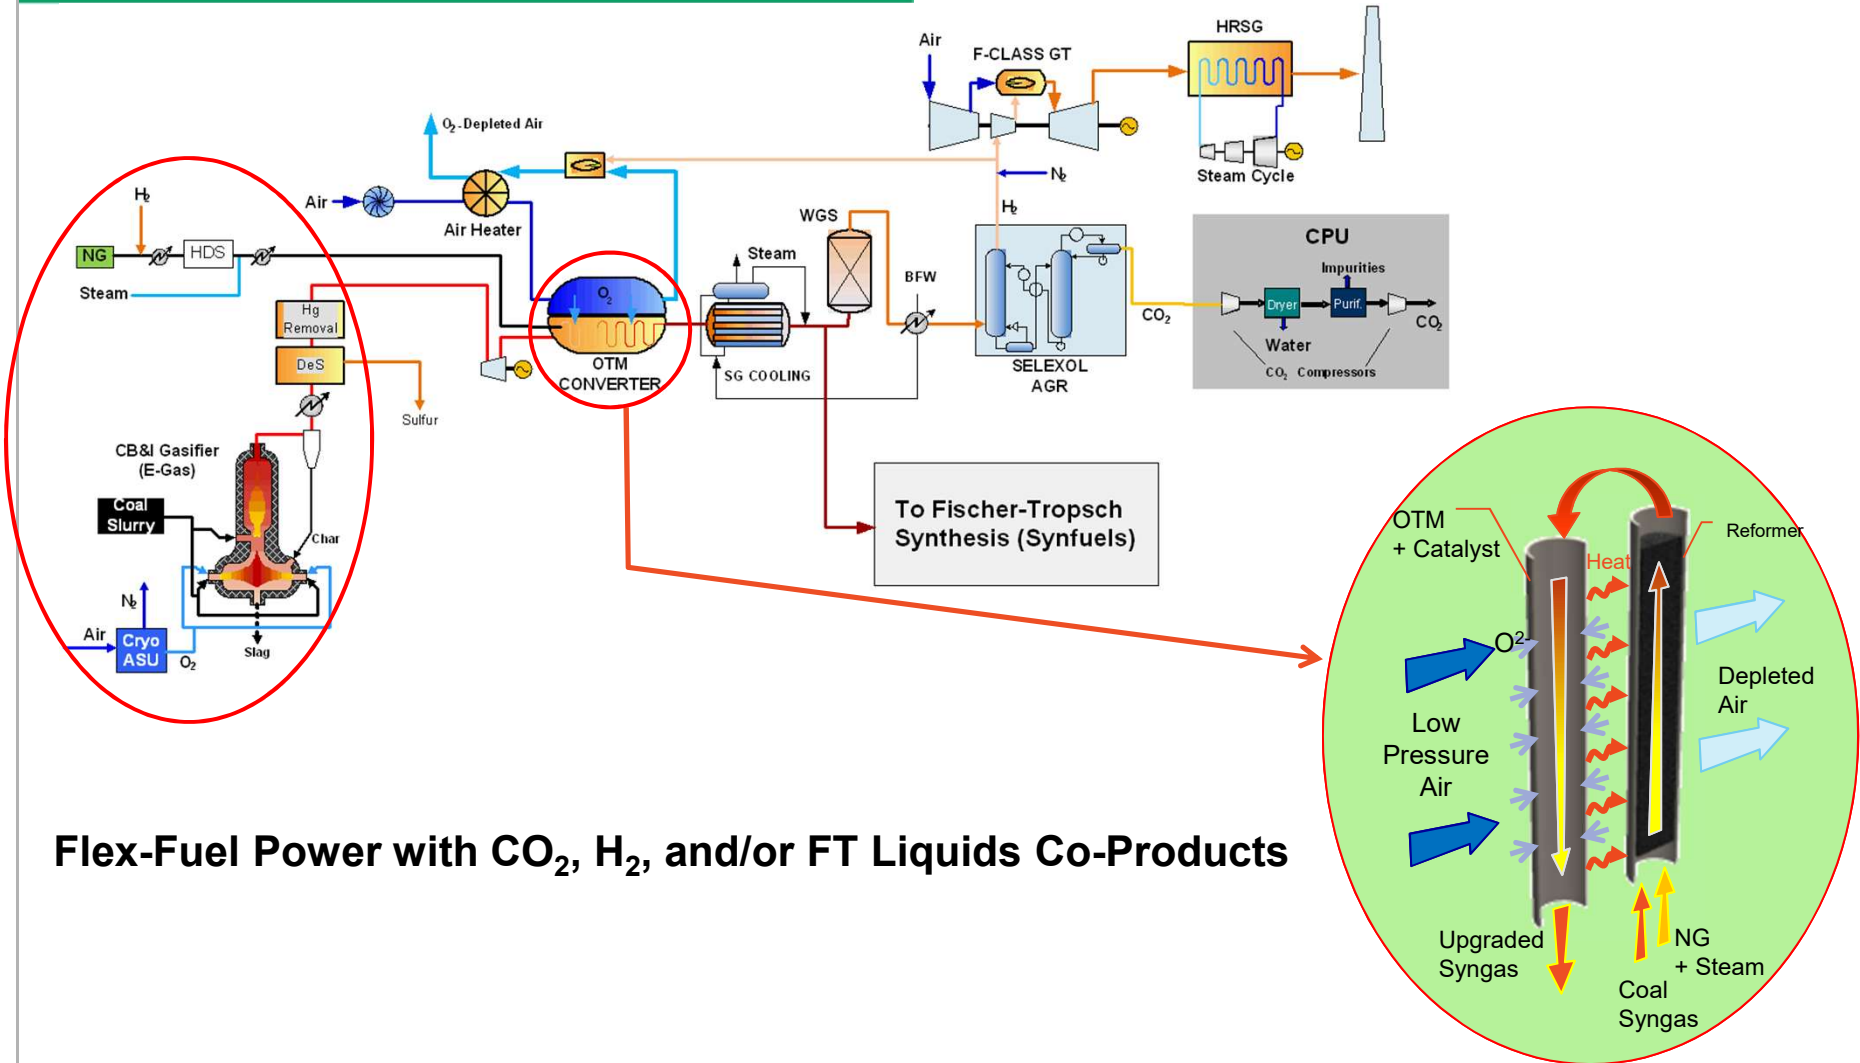 Air
F-CLASS GT
HRSG
O₂-Depleted Air
H₂
Air
Air Heater
N₂
Steam Cycle
NG
HDS
Steam
WGS
Steam
H₂
BFW
CPU
Impurities
Dryer
Purif.
CO₂
CO₂
Water
CO₂ Compressors
Hg
Removal
DeS
Sulfur
O₂
OTM
CONVERTER
SG COOLING
SELEXOL
AGR
CB&I Gasifier
(E-Gas)
Coal
Slurry
Char
N₂
Air
Cryo
ASU
O₂
Slag
To Fischer-Tropsch
Synthesis (Synfuels)
OTM
+ Catalyst
Reformer
Heat
O²⁻
Low
Pressure
Air
Depleted
Air
Upgraded
Syngas
NG
+ Steam
Coal
Syngas
Flex-Fuel Power with CO₂, H₂, and/or FT Liquids Co-Products